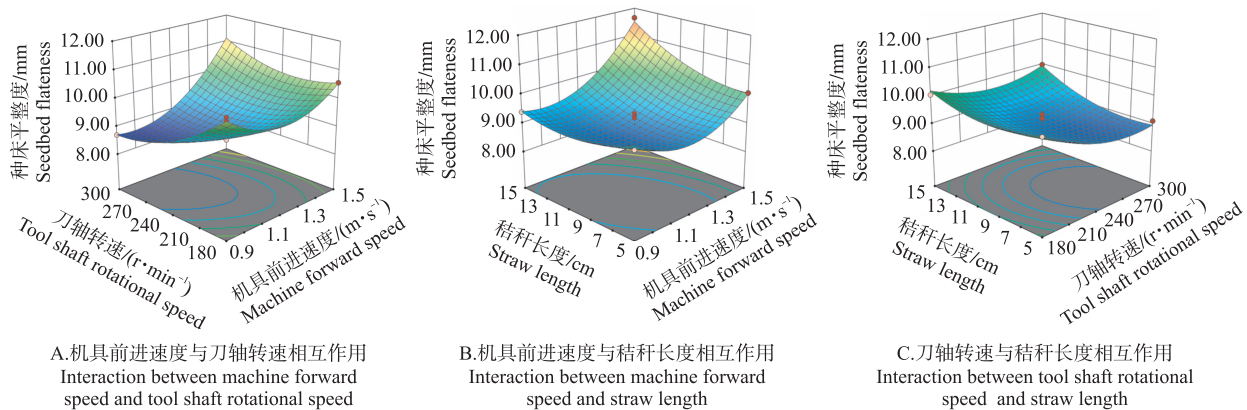 种床平整度/mm
Seedbed flateness
12.00
11.00
10.00
9.00
8.00
300
270
240
210
180
刀轴转速/(r·min⁻¹)
Tool shaft rotational speed
0.9
1.1
1.3
1.5
机具前进速度/(m·s⁻¹)
Machine forward speed
A.机具前进速度与刀轴转速相互作用
Interaction between machine forward
speed and tool shaft rotational speed
种床平整度/mm
Seedbed flateness
12.00
11.00
10.00
9.00
8.00
15
13
11
9
7
5
秸秆长度/cm
Straw length
0.9
1.1
1.3
1.5
机具前进速度/(m·s⁻¹)
Machine forward speed
B.机具前进速度与秸秆长度相互作用
Interaction between machine forward
speed and straw length
种床平整度/mm
Seedbed flateness
12.00
11.00
10.00
9.00
8.00
15
13
11
9
7
5
秸秆长度/cm
Straw length
180
210
240
270
300
刀轴转速/(r·min⁻¹)
Tool shaft rotational speed
C.刀轴转速与秸秆长度相互作用
Interaction between tool shaft rotational
speed and straw length